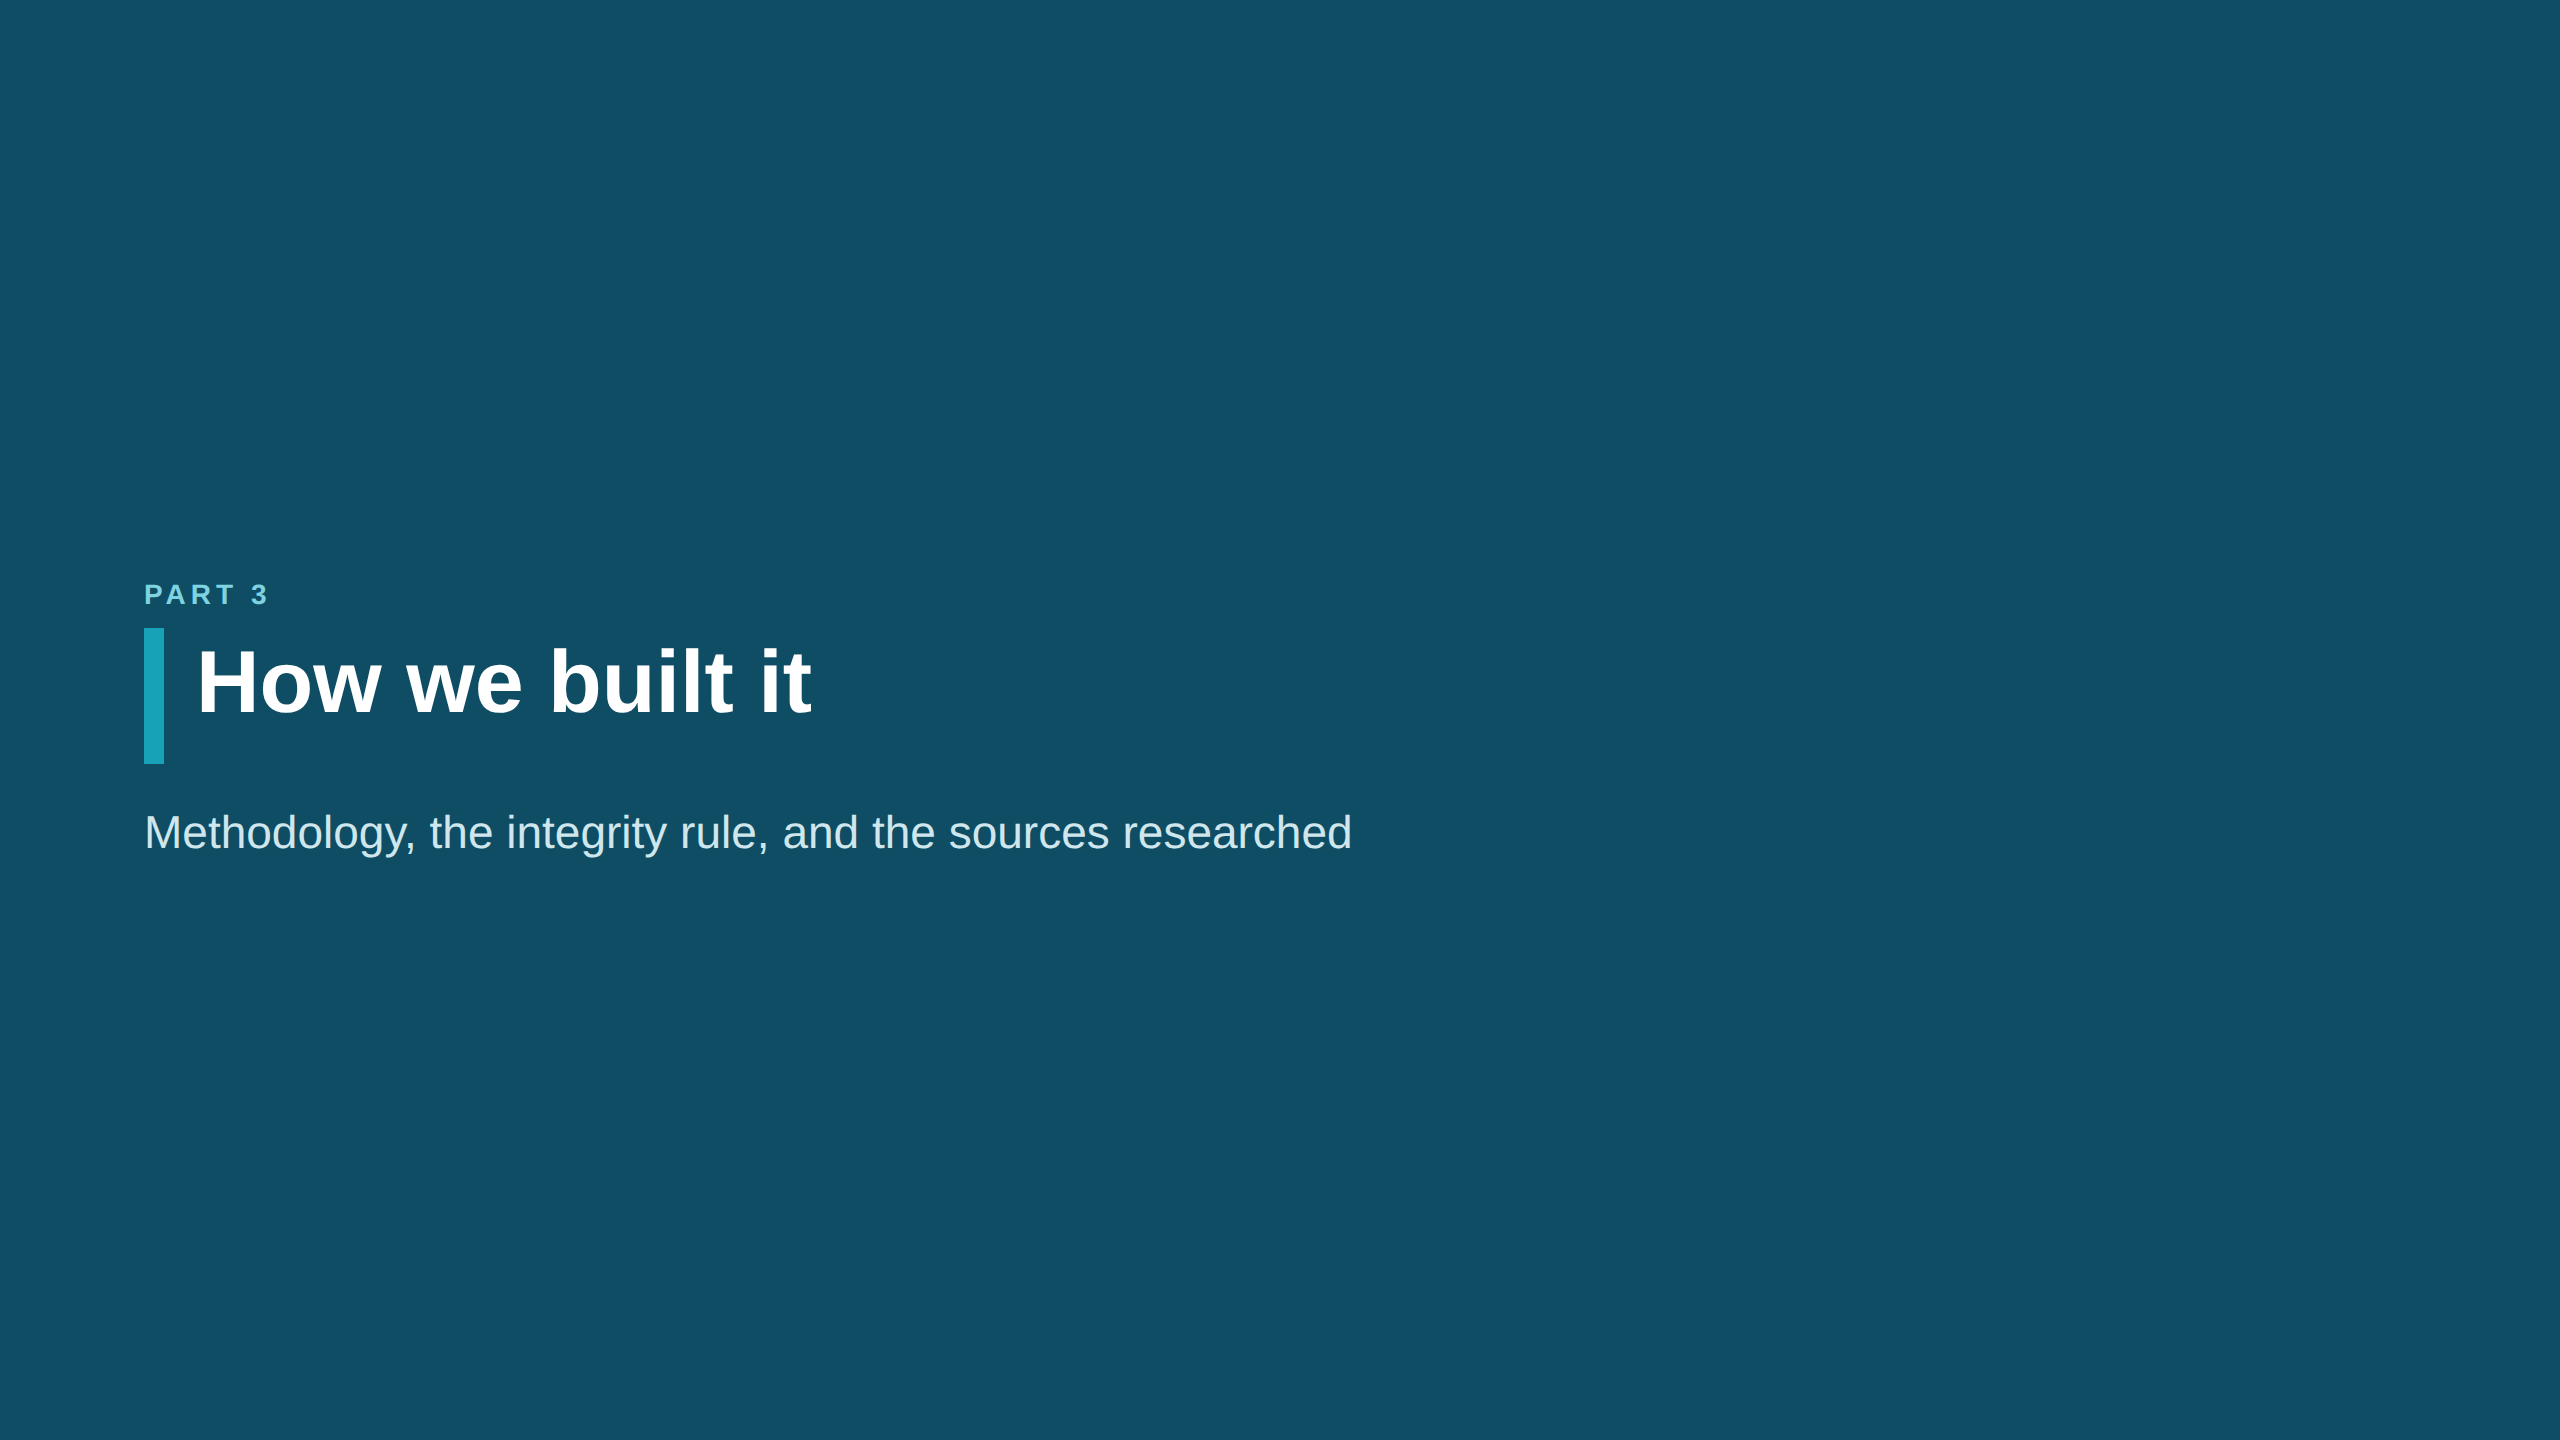 PART 3
How we built it
Methodology, the integrity rule, and the sources researched